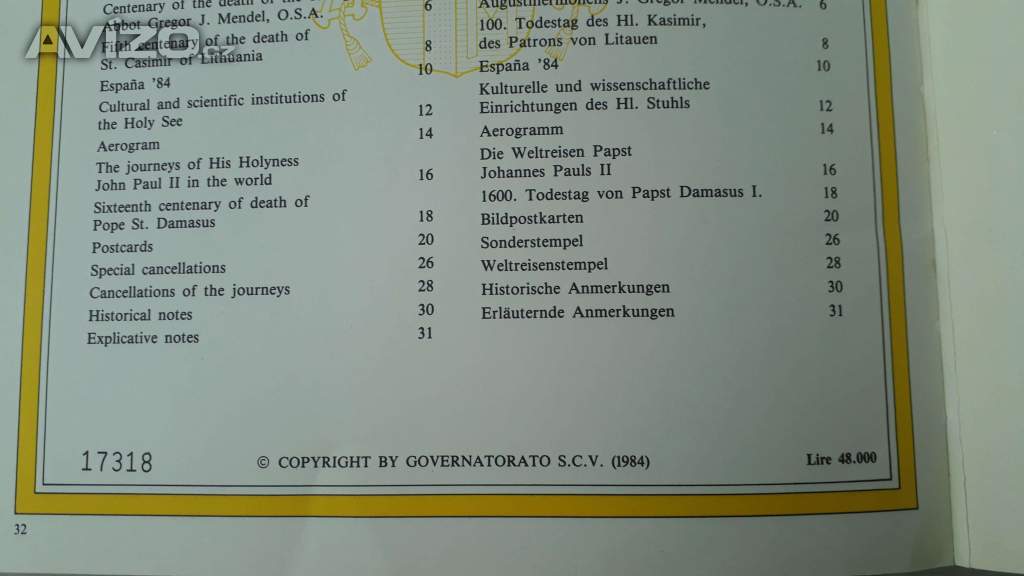 Centenary of the death of the
Abbot Gregor J. Mendel, O.S.A. 6
Fifth centenary of the death of
St. Casimir of Lithuania 8
España '84 10
Cultural and scientific institutions of
the Holy See 12
Aerogram 14
The journeys of His Holyness
John Paul II in the world 16
Sixteenth centenary of death of
Pope St. Damasus 18
Postcards 20
Special cancellations 26
Cancellations of the journeys 28
Historical notes 30
Explicative notes 31
Augustinermönchs J. Gregor Mendel, O.S.A. 6
100. Todestag des Hl. Kasimir,
des Patrons von Litauen 8
España '84 10
Kulturelle und wissenschaftliche
Einrichtungen des Hl. Stuhls 12
Aerogramm 14
Die Weltreisen Papst
Johannes Pauls II 16
1600. Todestag von Papst Damasus I. 18
Bildpostkarten 20
Sonderstempel 26
Weltreisenstempel 28
Historische Anmerkungen 30
Erläuternde Anmerkungen 31
17318 © COPYRIGHT BY GOVERNATORATO S.C.V. (1984) Lire 48.000
32
AVIZO.cz